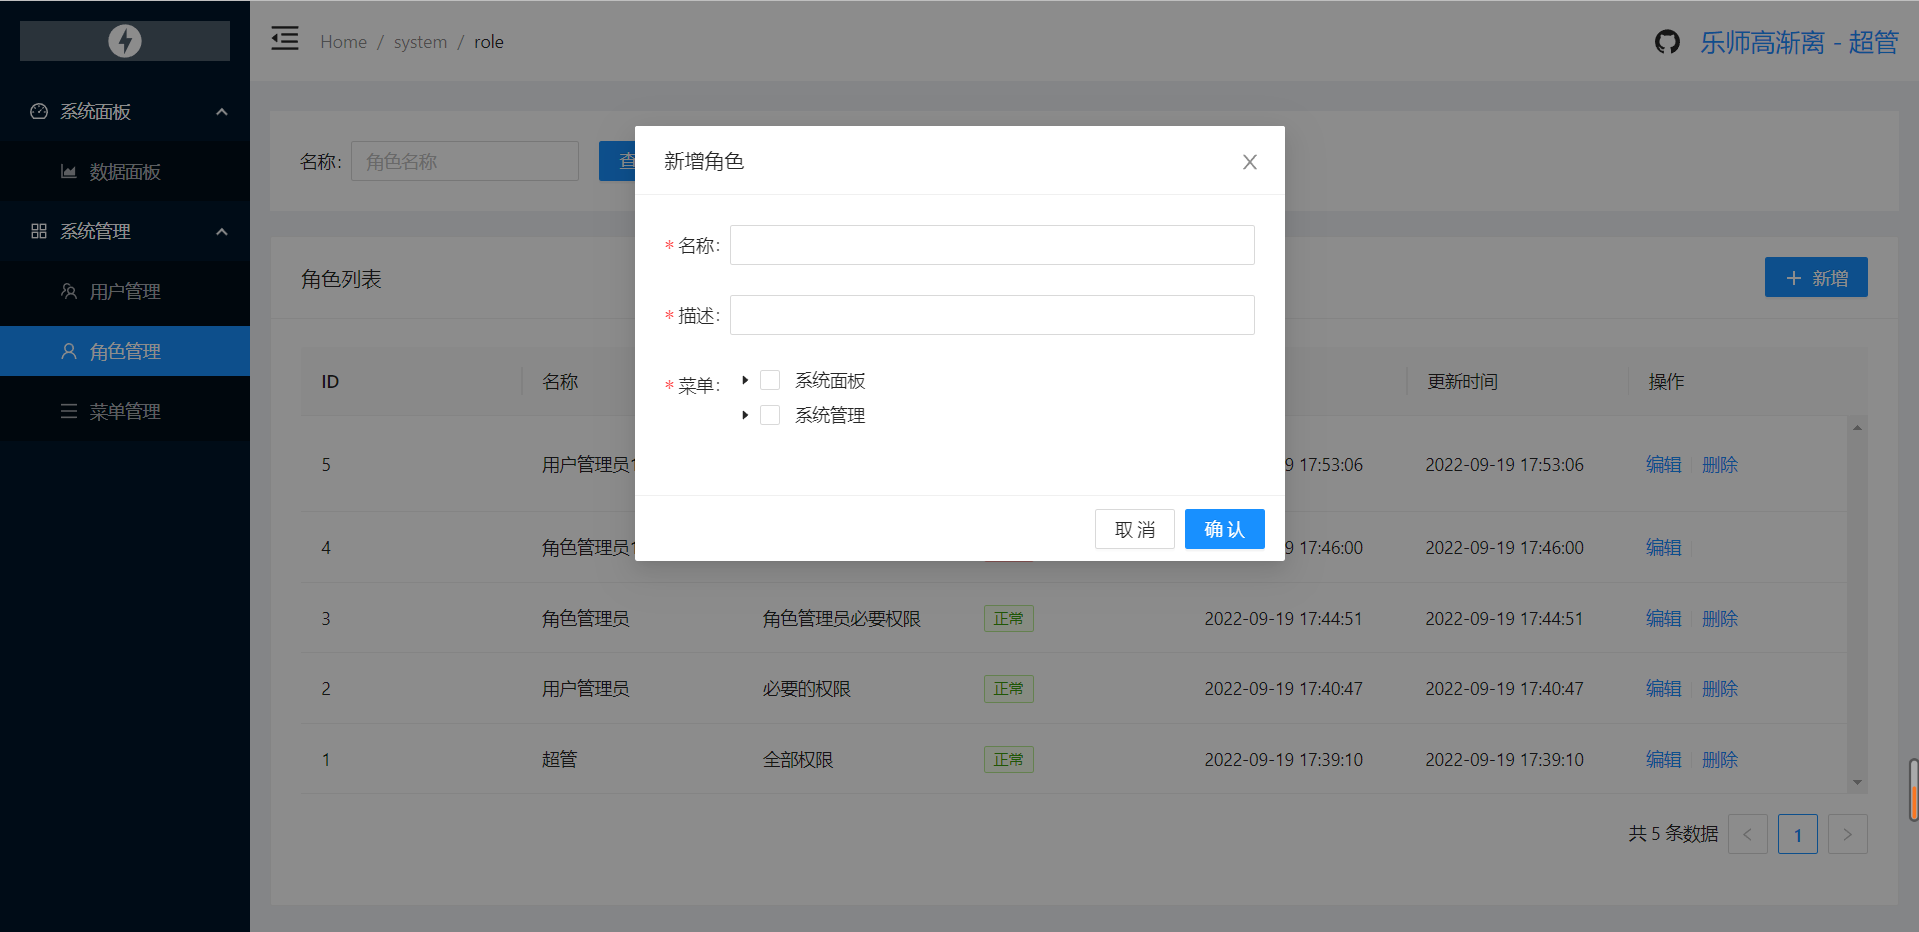 Home / system / role
乐师高渐离 - 超管
系统面板
数据面板
系统管理
用户管理
角色管理
菜单管理
名称: 角色名称
角色列表
新增
ID 名称 更新时间 操作
5 用户管理员 9 17:53:06 2022-09-19 17:53:06 编辑 删除
4 角色管理员 9 17:46:00 2022-09-19 17:46:00 编辑
3 角色管理员 角色管理员必要权限 正常 2022-09-19 17:44:51 2022-09-19 17:44:51 编辑 删除
2 用户管理员 必要的权限 正常 2022-09-19 17:40:47 2022-09-19 17:40:47 编辑 删除
1 超管 全部权限 正常 2022-09-19 17:39:10 2022-09-19 17:39:10 编辑 删除
共 5 条数据 < 1 >
新增角色
* 名称:
* 描述:
* 菜单: 系统面板
系统管理
取消 确认